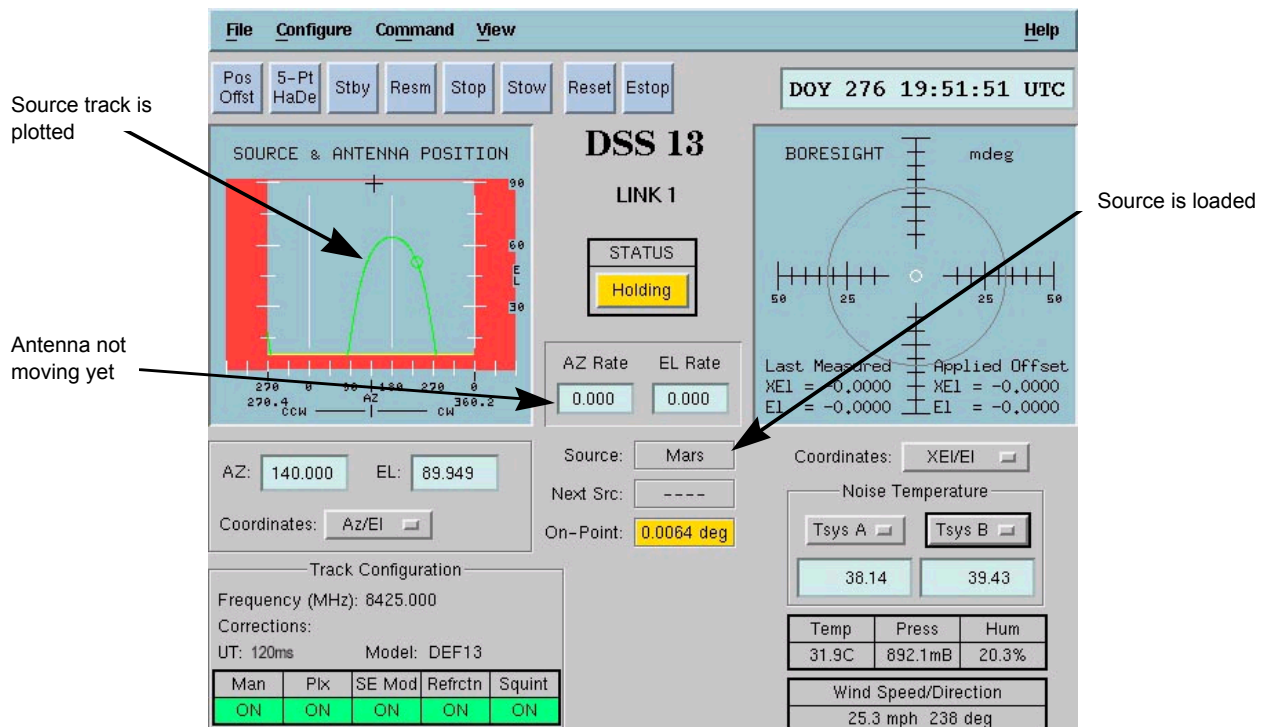 File Configure Command View Help
Pos Offst
5-Pt HaDe
Stby Resm Stop Stow Reset Estop
DOY 276 19:51:51 UTC
Source track is
plotted
SOURCE & ANTENNA POSITION
90
60
EL
30
270 0 90 180 270 0
AZ
270.4 360.2
CCW CW
DSS 13
LINK 1
STATUS
Holding
BORESIGHT mdeg
50 25 25 50
Last Measured Applied Offset
XEl = -0.0000 XEl = -0.0000
El = -0.0000 El = -0.0000
Source is loaded
Antenna not
moving yet
AZ Rate EL Rate
0.000 0.000
AZ: 140.000 EL: 89.949
Coordinates: Az/El
Source: Mars
Next Src: ----
On-Point: 0.0064 deg
Coordinates: XEl/El
Noise Temperature
Tsys A Tsys B
38.14 39.43
Track Configuration
Frequency (MHz): 8425.000
Corrections:
UT: 120ms Model: DEF13
Man Plx SE Mod Refrctn Squint
ON ON ON ON ON
Temp Press Hum
31.9C 892.1mB 20.3%
Wind Speed/Direction
25.3 mph 238 deg